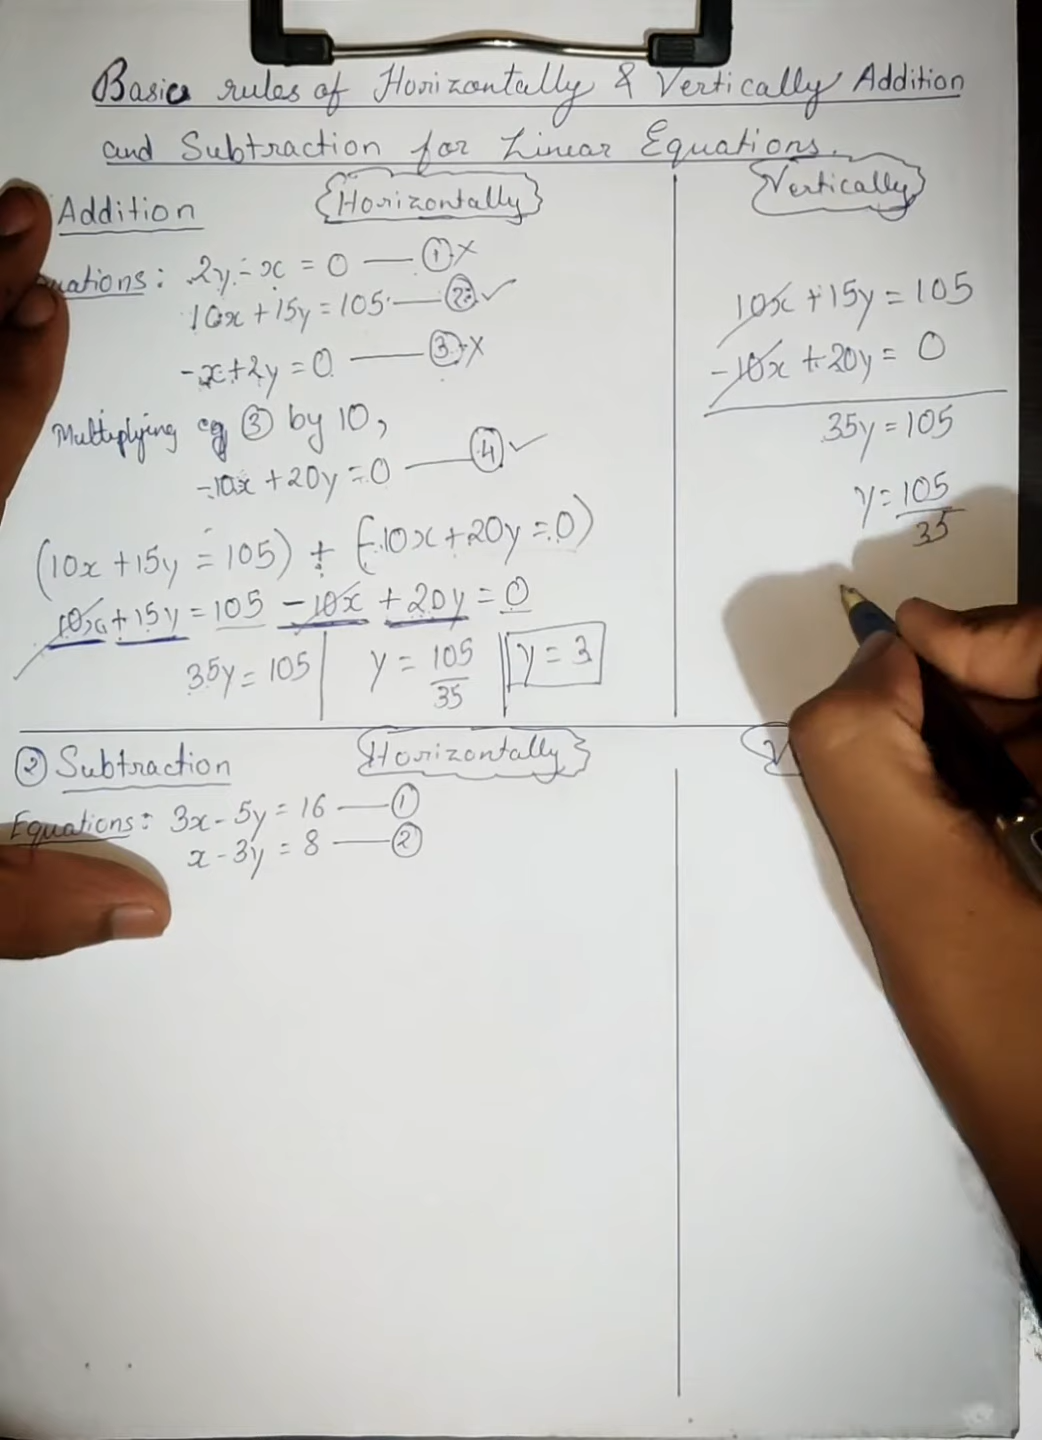 Basics rules of Horizontally & Vertically Addition
and Subtraction for Linear Equations.
Addition
Horizontally
uations: 2y - x = 0 — ① ×
10x + 15y = 105 — ② ✓
-x + 2y = 0 — ③ ×
Multiplying eq ③ by 10,
-10x + 20y = 0 — ④ ✓
(10x + 15y = 105) + (-10x + 20y = 0)
10x + 15y = 105 - 10x + 20y = 0
35y = 105 | y = 105/35 | y = 3
Vertically
10x + 15y = 105
-10x + 20y = 0
35y = 105
y = 105/35
② Subtraction
Horizontally
Equations: 3x - 5y = 16 — ①
x - 3y = 8 — ②
V